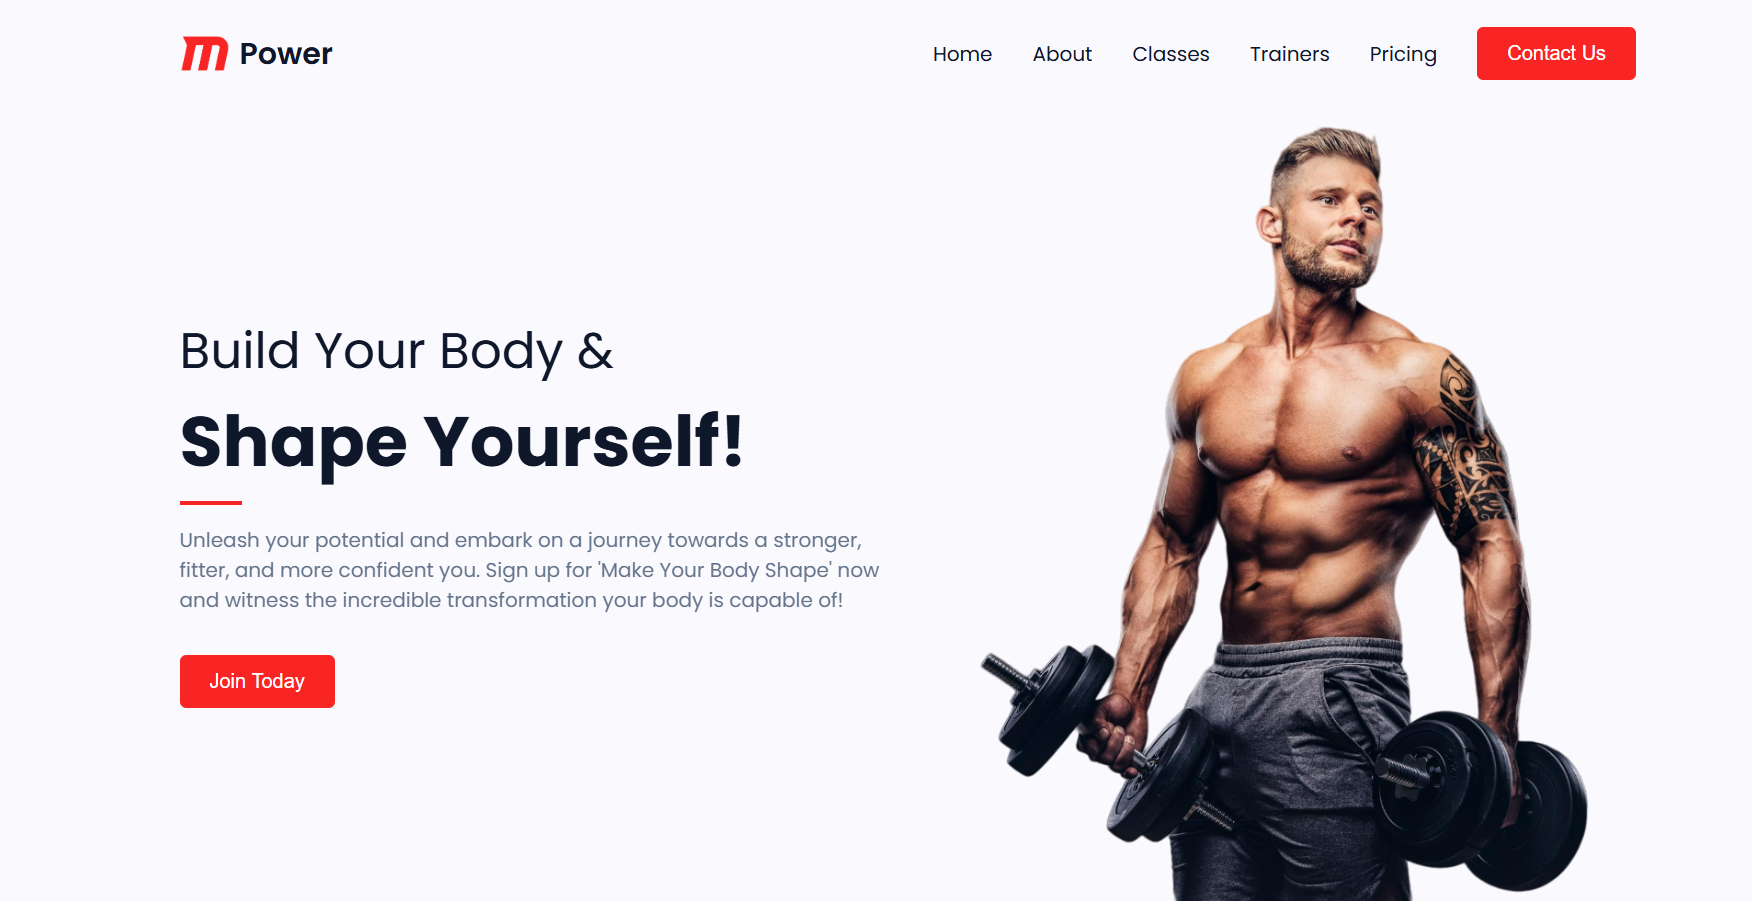 m Power
Home About Classes Trainers Pricing Contact Us
Build Your Body &
Shape Yourself!
Unleash your potential and embark on a journey towards a stronger,
fitter, and more confident you. Sign up for 'Make Your Body Shape' now
and witness the incredible transformation your body is capable of!
Join Today